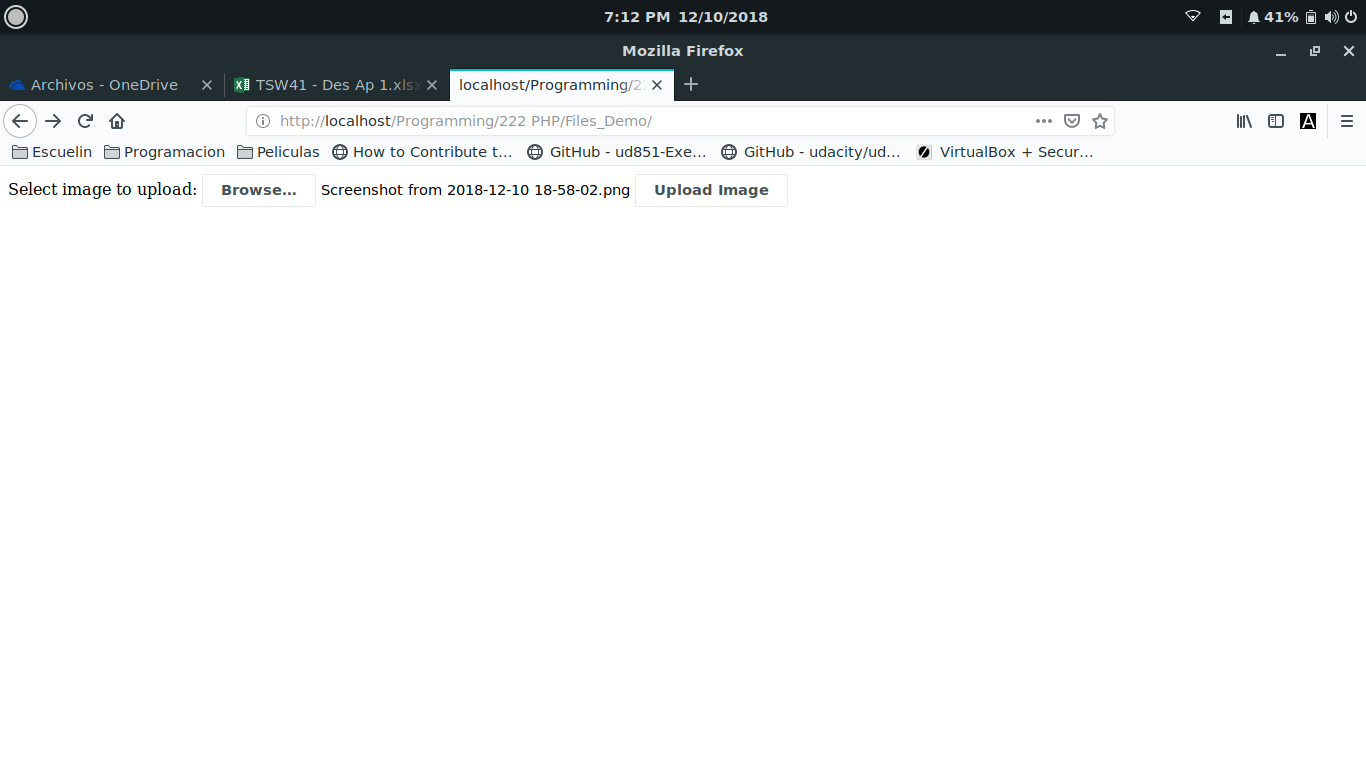 7:12 PM 12/10/2018
41%
Mozilla Firefox
Archivos - OneDrive
TSW41 - Des Ap 1.xlsx
localhost/Programming/22
http://localhost/Programming/222 PHP/Files_Demo/
Escuelin Programacion Peliculas How to Contribute t… GitHub - ud851-Exe… GitHub - udacity/ud… VirtualBox + Secur…
Select image to upload: Browse… Screenshot from 2018-12-10 18-58-02.png Upload Image